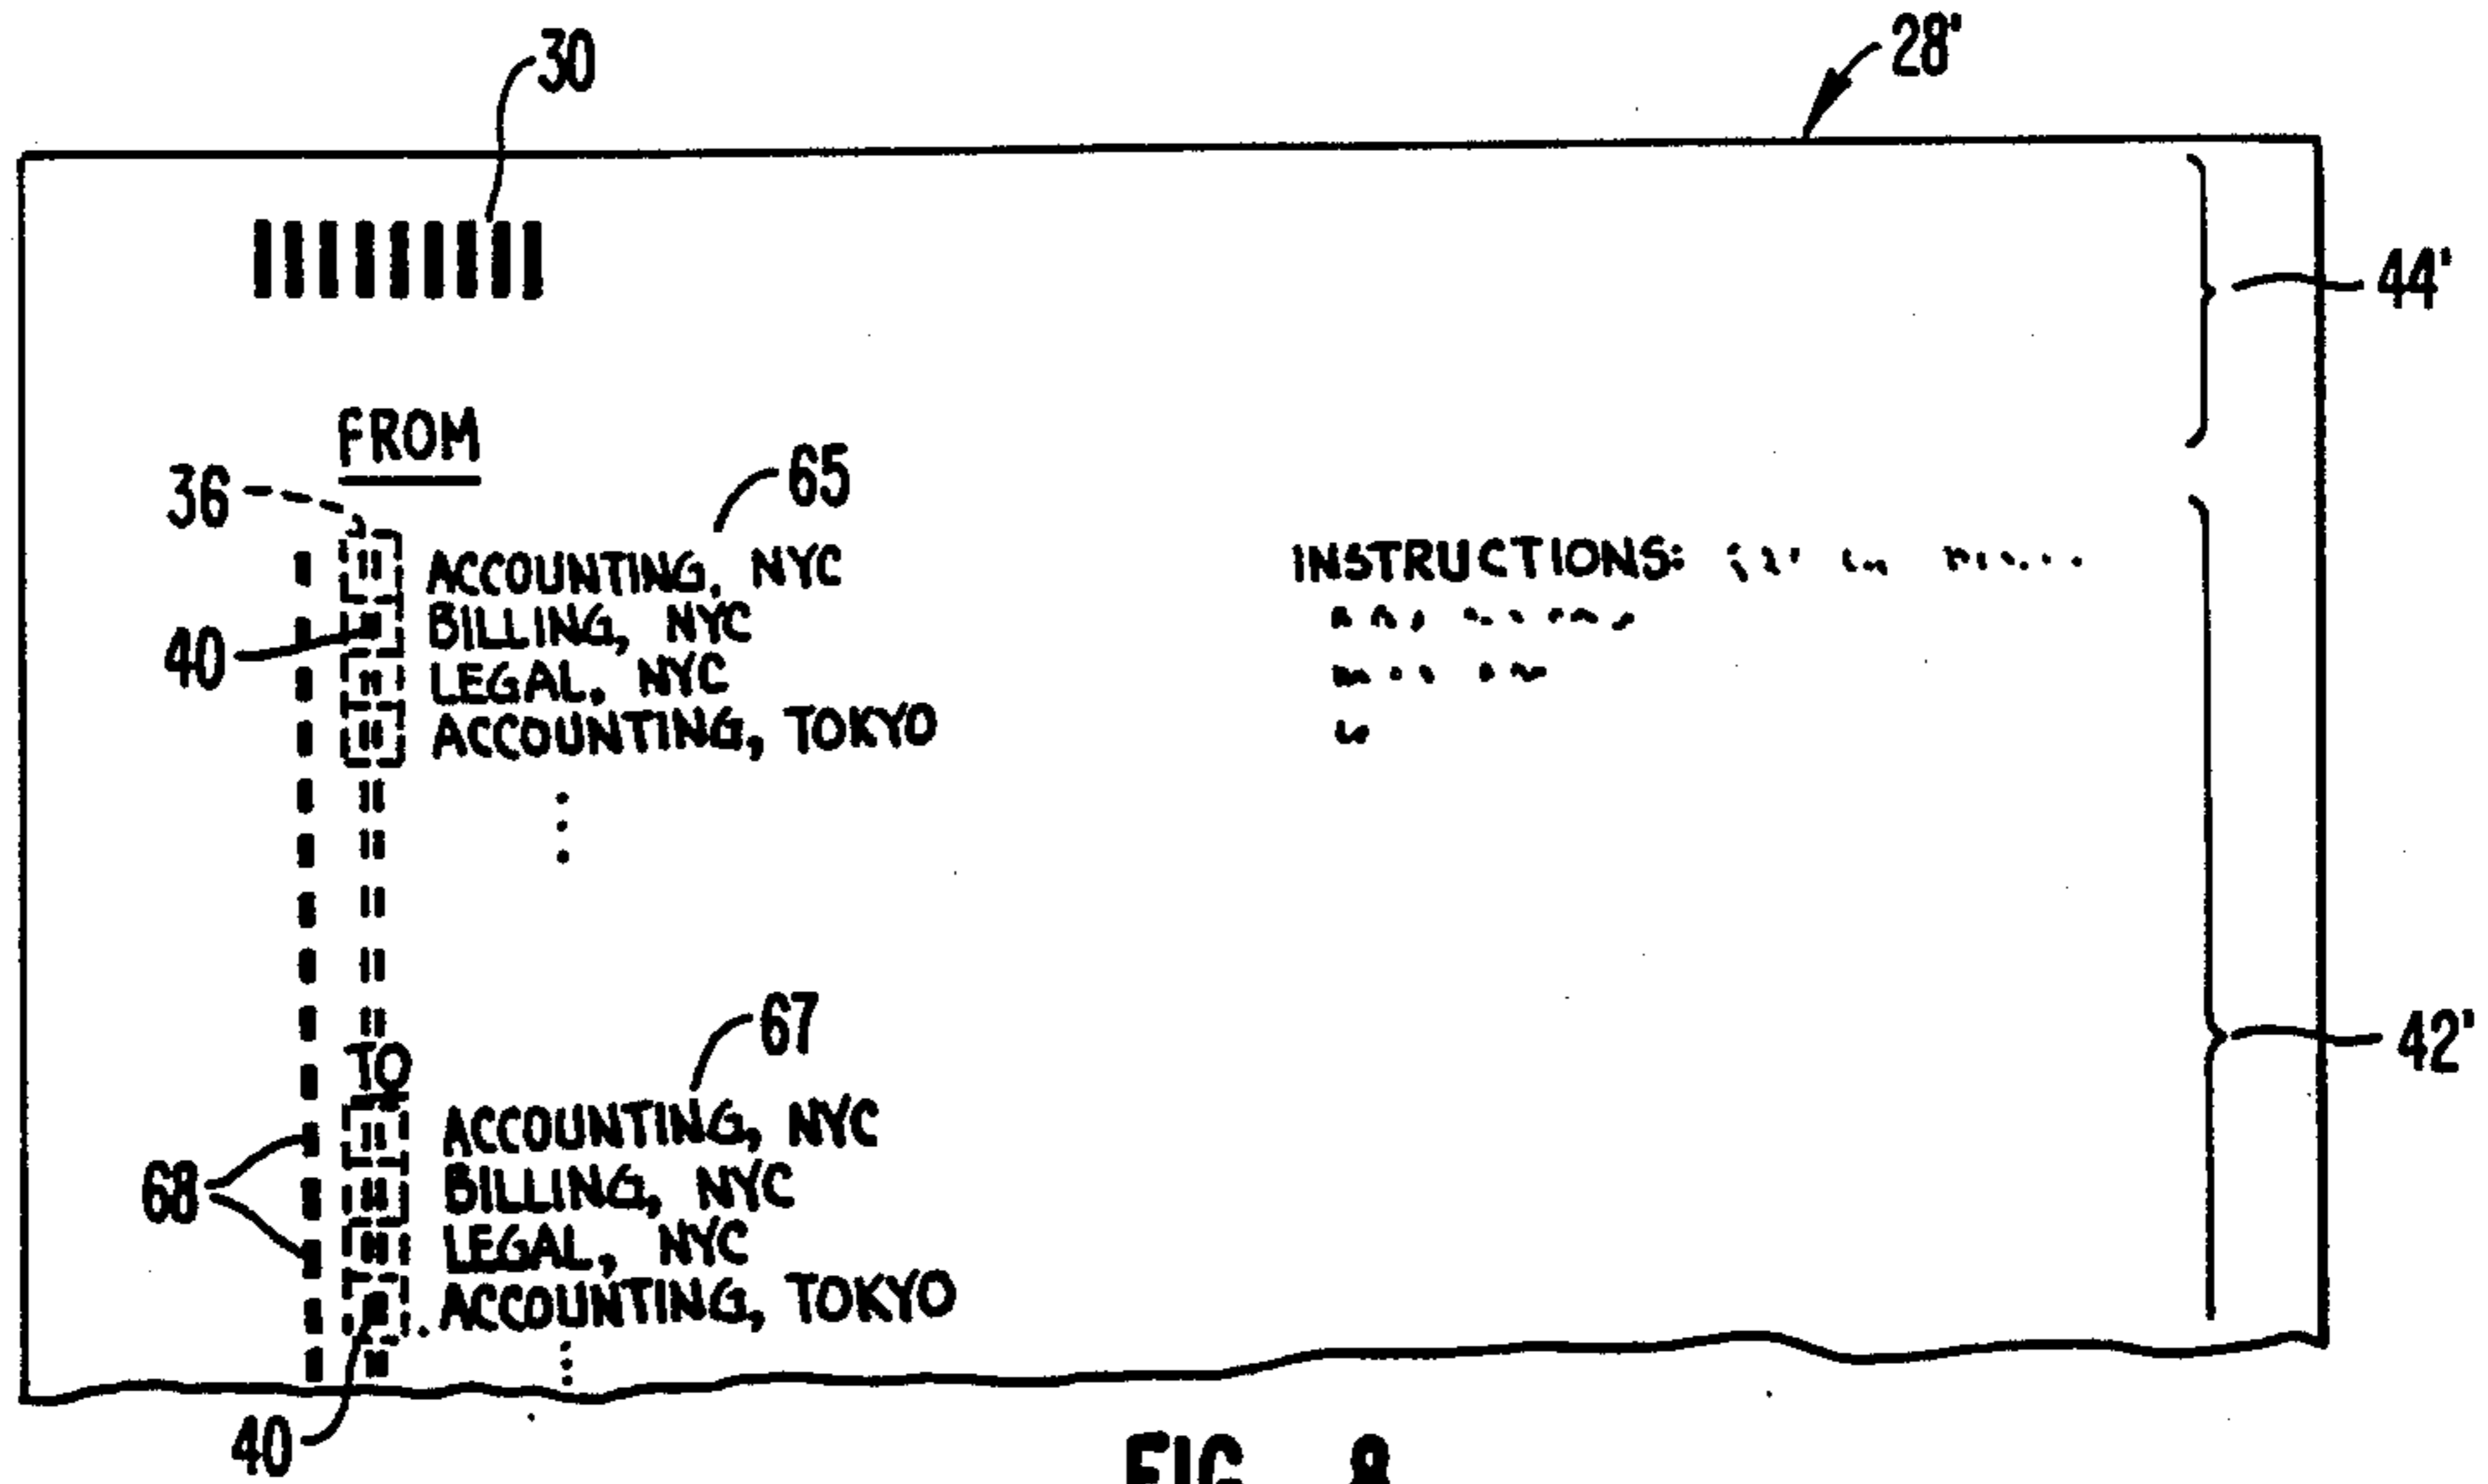 30
28'
44'
FROM
36
65
ACCOUNTING, NYC
INSTRUCTIONS:
40
BILLING, NYC
LEGAL, NYC
ACCOUNTING, TOKYO
42'
TO
67
ACCOUNTING, NYC
68
BILLING, NYC
LEGAL, NYC
ACCOUNTING, TOKYO
40
FIG. 8